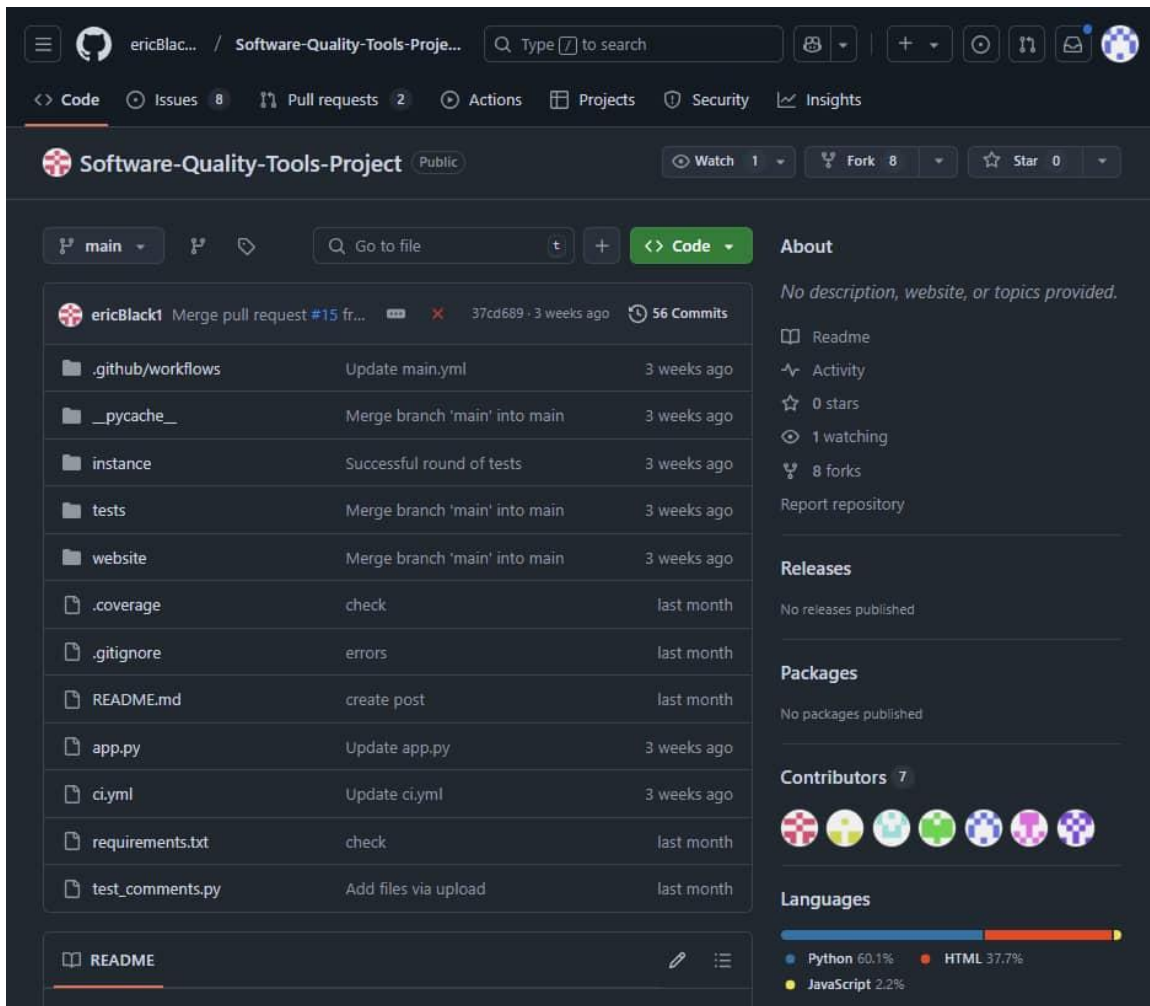 ericBlac... / Software-Quality-Tools-Proje... Type / to search
Code Issues 8 Pull requests 2 Actions Projects Security Insights
Software-Quality-Tools-Project Public Watch 1 Fork 8 Star 0
main Go to file t Code
ericBlack1 Merge pull request #15 fr... 37cd689 · 3 weeks ago 56 Commits
.github/workflows Update main.yml 3 weeks ago
__pycache__ Merge branch 'main' into main 3 weeks ago
instance Successful round of tests 3 weeks ago
tests Merge branch 'main' into main 3 weeks ago
website Merge branch 'main' into main 3 weeks ago
.coverage check last month
.gitignore errors last month
README.md create post last month
app.py Update app.py 3 weeks ago
ci.yml Update ci.yml 3 weeks ago
requirements.txt check last month
test_comments.py Add files via upload last month
README
About
No description, website, or topics provided.
Readme
Activity
0 stars
1 watching
8 forks
Report repository
Releases
No releases published
Packages
No packages published
Contributors 7
Languages
Python 60.1% HTML 37.7%
JavaScript 2.2%